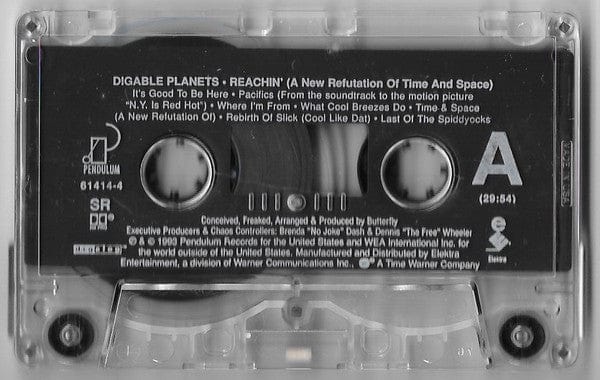 DIGABLE PLANETS • REACHIN' (A New Refutation Of Time And Space)
It's Good To Be Here • Pacifics (From the soundtrack to the motion picture
"N.Y. Is Red Hot") • Where I'm From • What Cool Breezes Do • Time & Space
(A New Refutation Of) • Rebirth Of Slick (Cool Like Dat) • Last Of The Spiddyocks
PENDULUM
61414-4
SR
A
(29:54)
MADE IN U.S.A.
Elektra
Conceived, Freaked, Arranged & Produced by Butterfly
Executive Producers & Chaos Controllers: Brenda "No Joke" Dash & Dennis "The Free" Wheeler
℗ & © 1993 Pendulum Records for the United States and WEA International Inc. for
the world outside of the United States. Manufactured and Distributed by Elektra
Entertainment, a division of Warner Communications Inc., A Time Warner Company